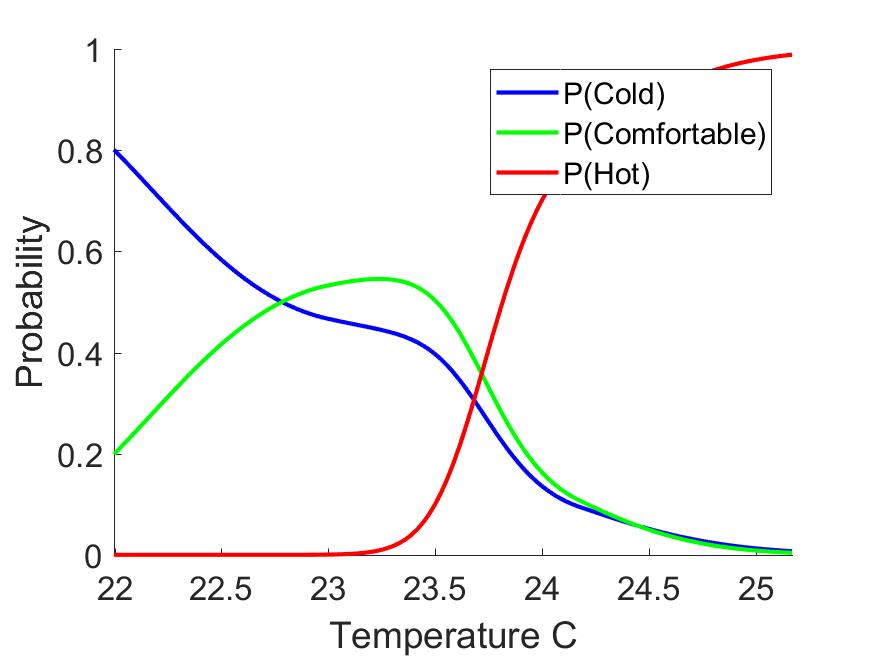 1
0.8
0.6
0.4
0.2
0
Probability
P(Cold)
P(Comfortable)
P(Hot)
22 22.5 23 23.5 24 24.5 25
Temperature C